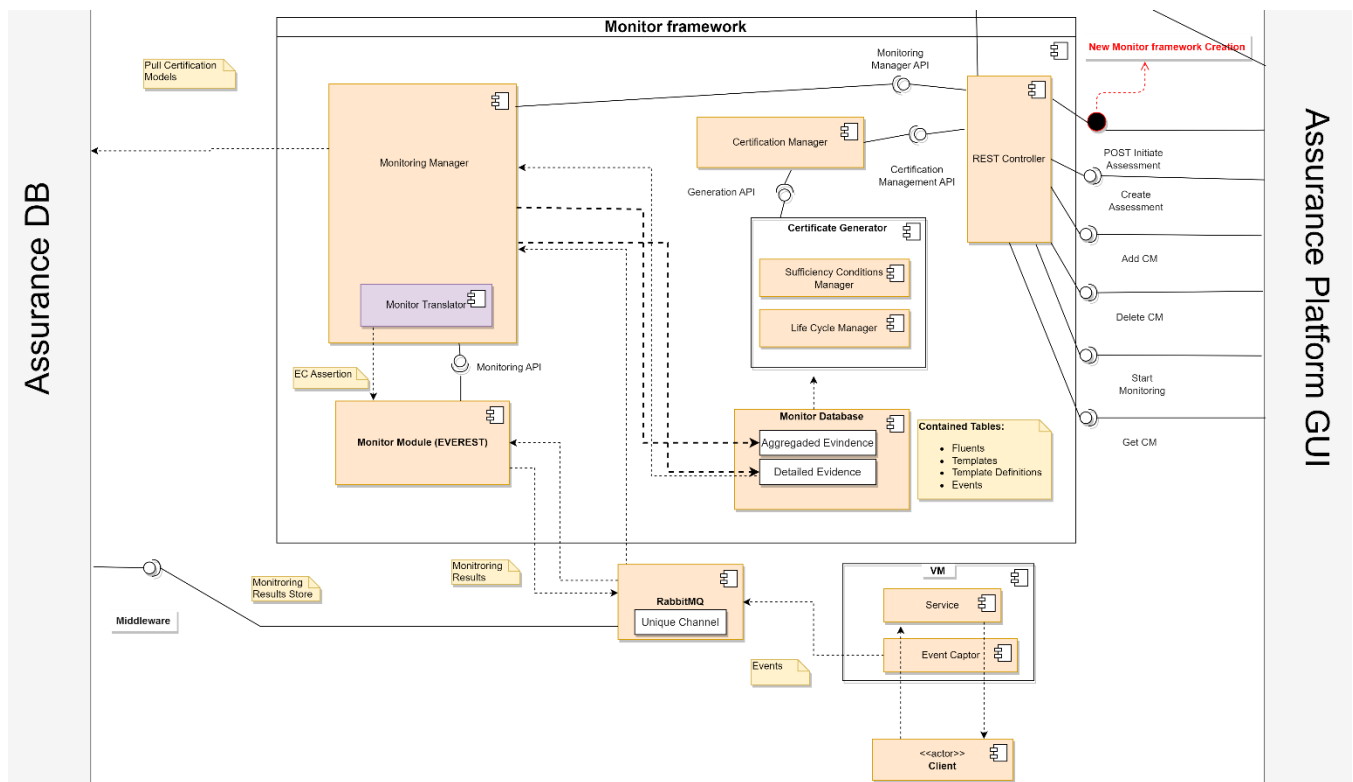 Monitor framework
Pull Certification
Models
Monitoring
Manager API
New Monitor framework Creation
Assurance DB
Assurance Platform GUI
Monitoring Manager
Certification Manager
REST Controller
POST Initiate
Assessment
Generation API
Certification
Management API
Create
Assessment
Certificate Generator
Add CM
Sufficiency Conditions
Manager
Monitor Translator
Life Cycle Manager
Delete CM
EC Assertion
Monitoring API
Start
Monitoring
Monitor Module (EVEREST)
Monitor Database
Aggregaded Evindence
Detailed Evidence
Contained Tables:
Fluents
Templates
Template Definitions
Events
Get CM
Monitroring
Results Store
Monitroring
Results
Middleware
RabbitMQ
Unique Channel
VM
Service
Event Captor
Events
<<actor>>
Client